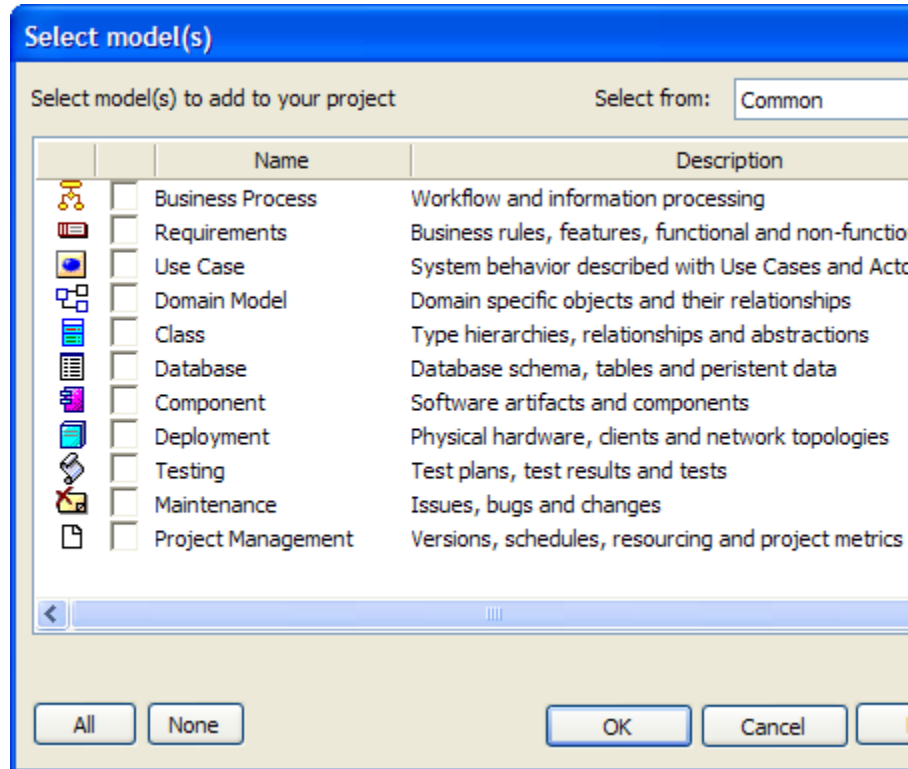 Select model(s)
Select model(s) to add to your project Select from: Common
Name Description
Business Process Workflow and information processing
Requirements Business rules, features, functional and non-functio
Use Case System behavior described with Use Cases and Acto
Domain Model Domain specific objects and their relationships
Class Type hierarchies, relationships and abstractions
Database Database schema, tables and peristent data
Component Software artifacts and components
Deployment Physical hardware, clients and network topologies
Testing Test plans, test results and tests
Maintenance Issues, bugs and changes
Project Management Versions, schedules, resourcing and project metrics
All None OK Cancel